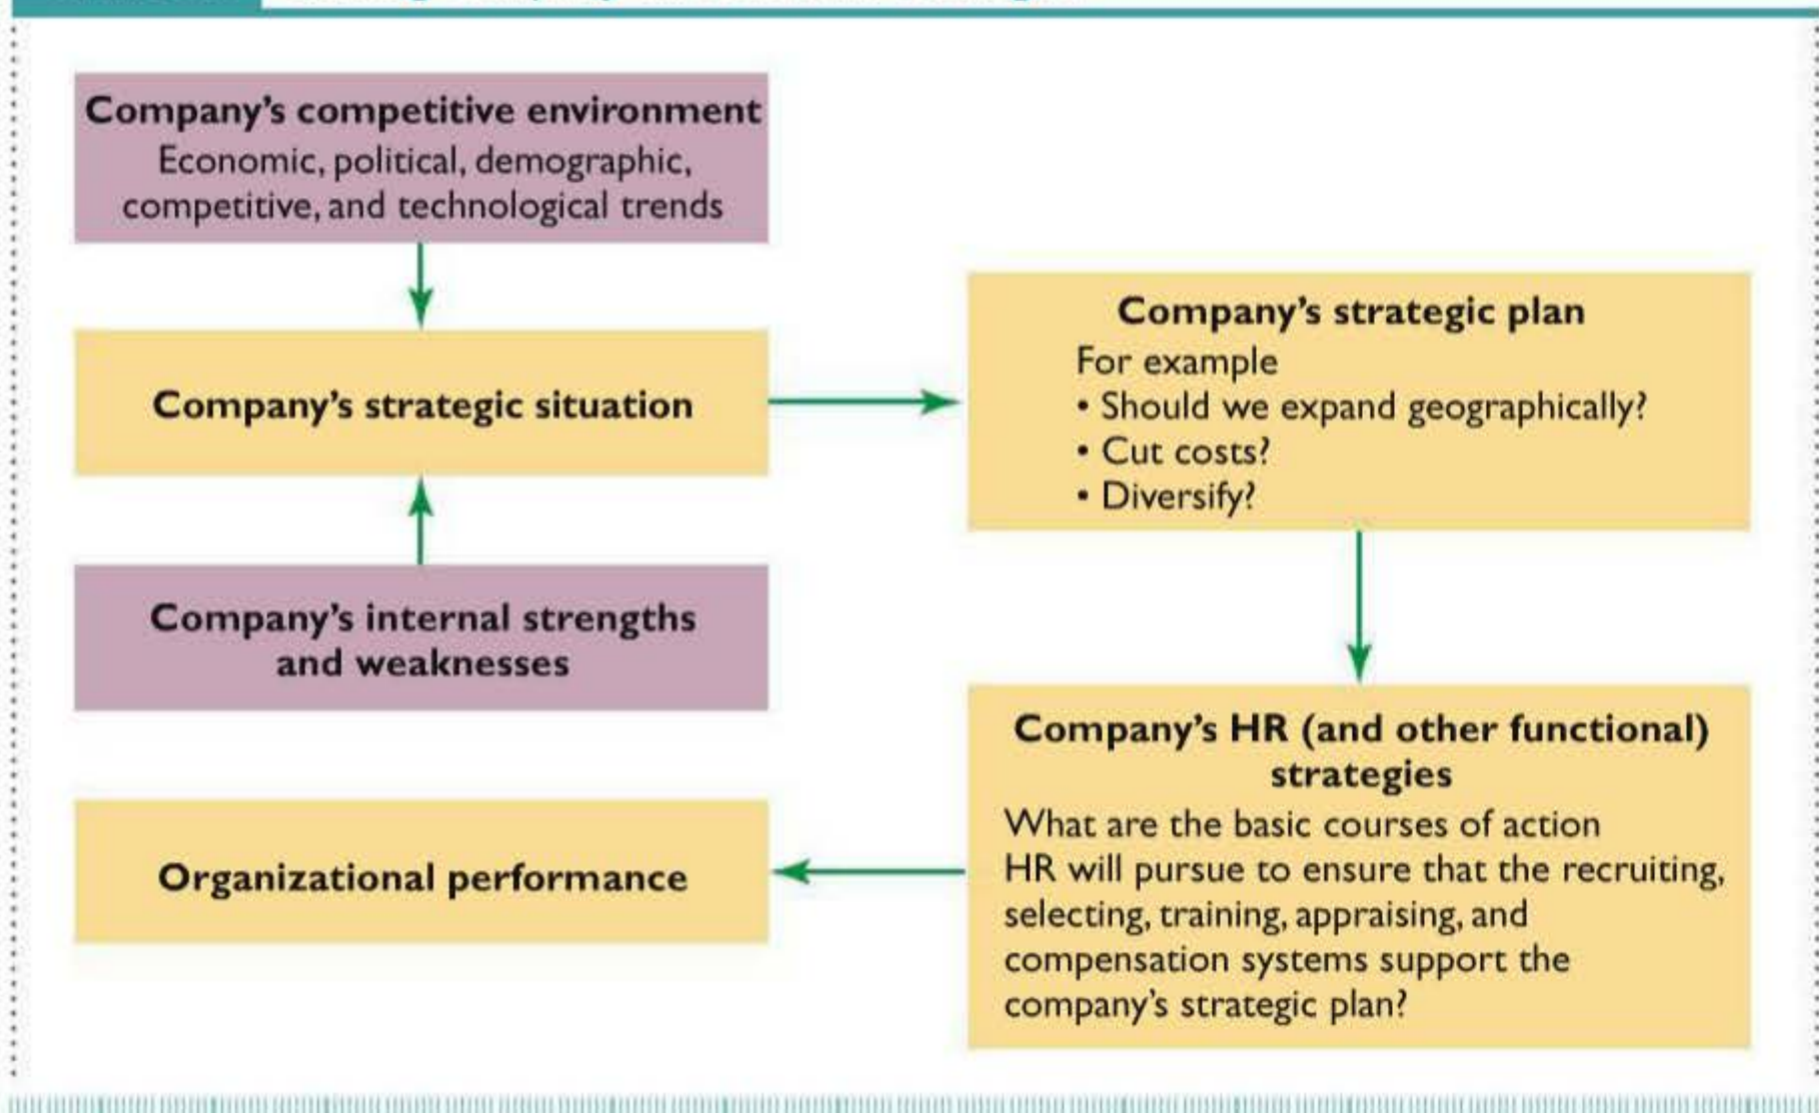 Company's competitive environment
Economic, political, demographic,
competitive, and technological trends
Company's strategic situation
Company's internal strengths
and weaknesses
Organizational performance
Company's strategic plan
For example
• Should we expand geographically?
• Cut costs?
• Diversify?
Company's HR (and other functional)
strategies
What are the basic courses of action
HR will pursue to ensure that the recruiting,
selecting, training, appraising, and
compensation systems support the
company's strategic plan?